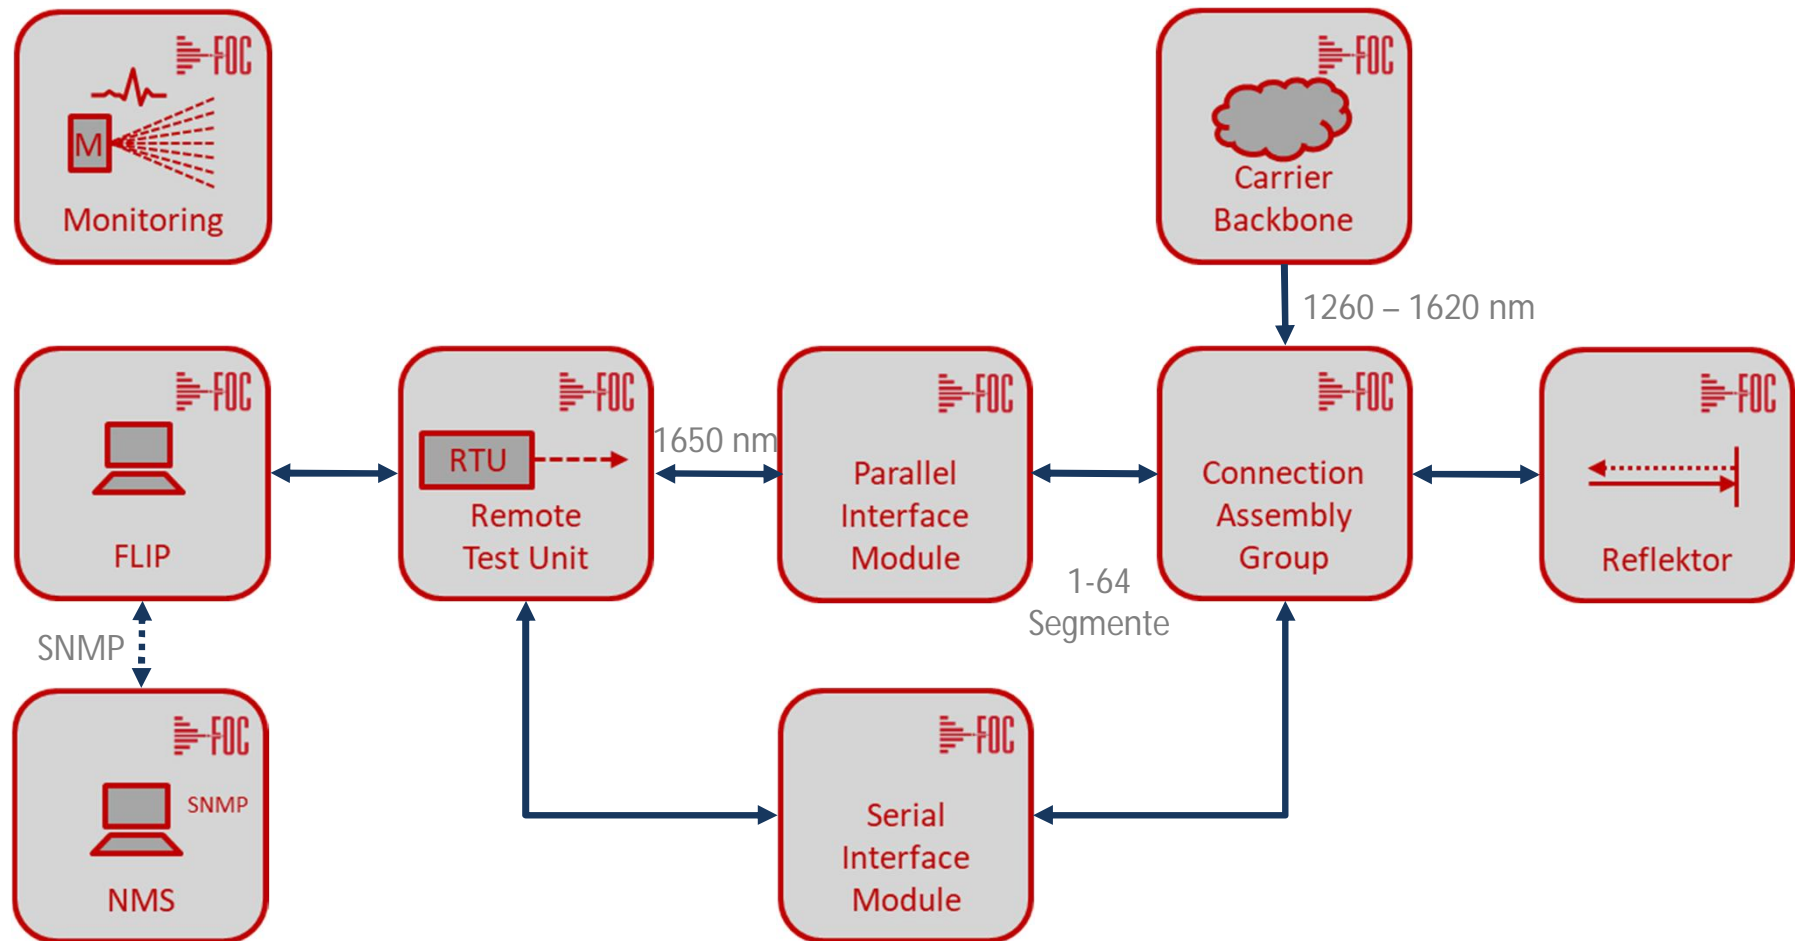 FOC
M
Monitoring
FOC
Carrier
Backbone
1260 – 1620 nm
FOC
FLIP
FOC
RTU
Remote
Test Unit
1650 nm
FOC
Parallel
Interface
Module
1-64
Segmente
FOC
Connection
Assembly
Group
FOC
Reflektor
SNMP
FOC
SNMP
NMS
FOC
Serial
Interface
Module